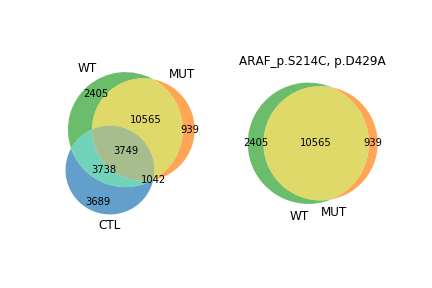 WT
MUT
2405
10565
939
3749
3738
1042
3689
CTL
ARAF_p.S214C, p.D429A
2405
10565
939
WT
MUT